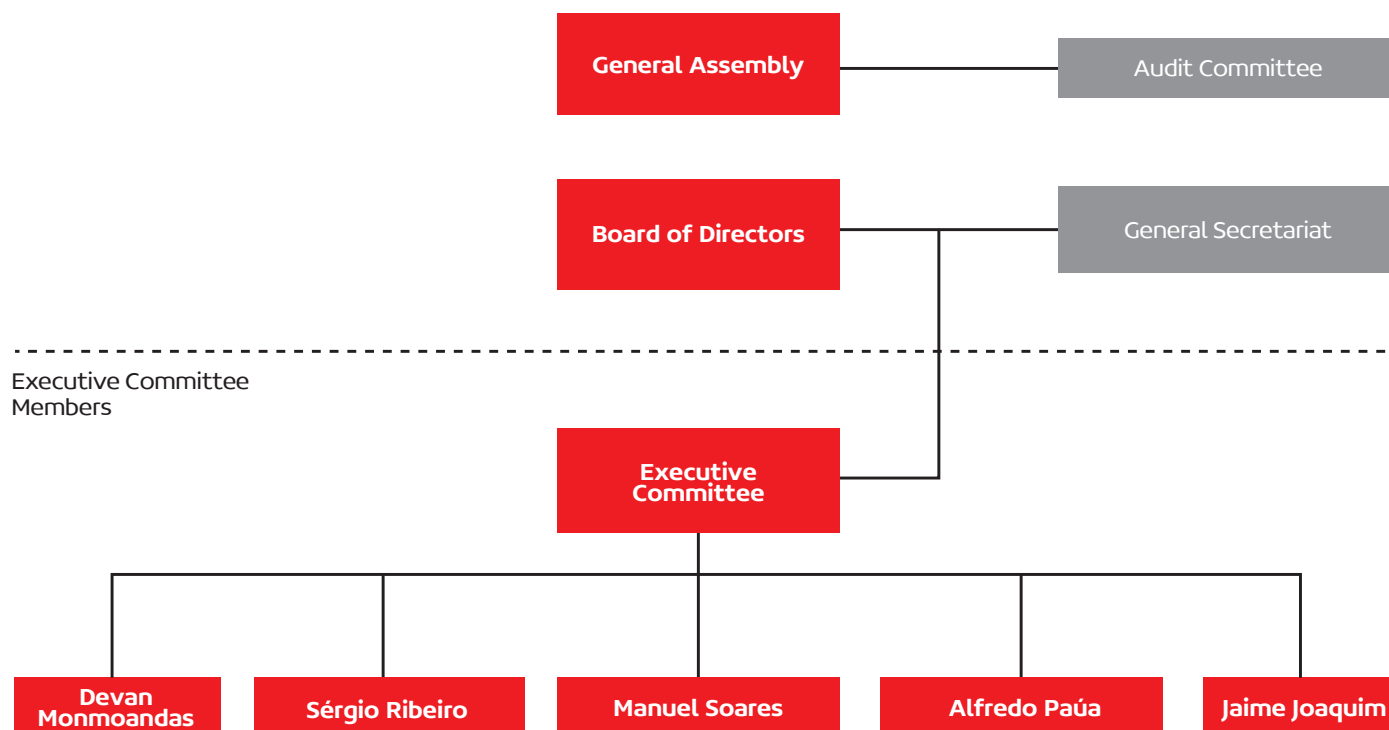 General Assembly
Audit Committee
Board of Directors
General Secretariat
Executive Committee
Members
Executive
Committee
Devan
Monmoandas
Sérgio Ribeiro
Manuel Soares
Alfredo Paúa
Jaime Joaquim